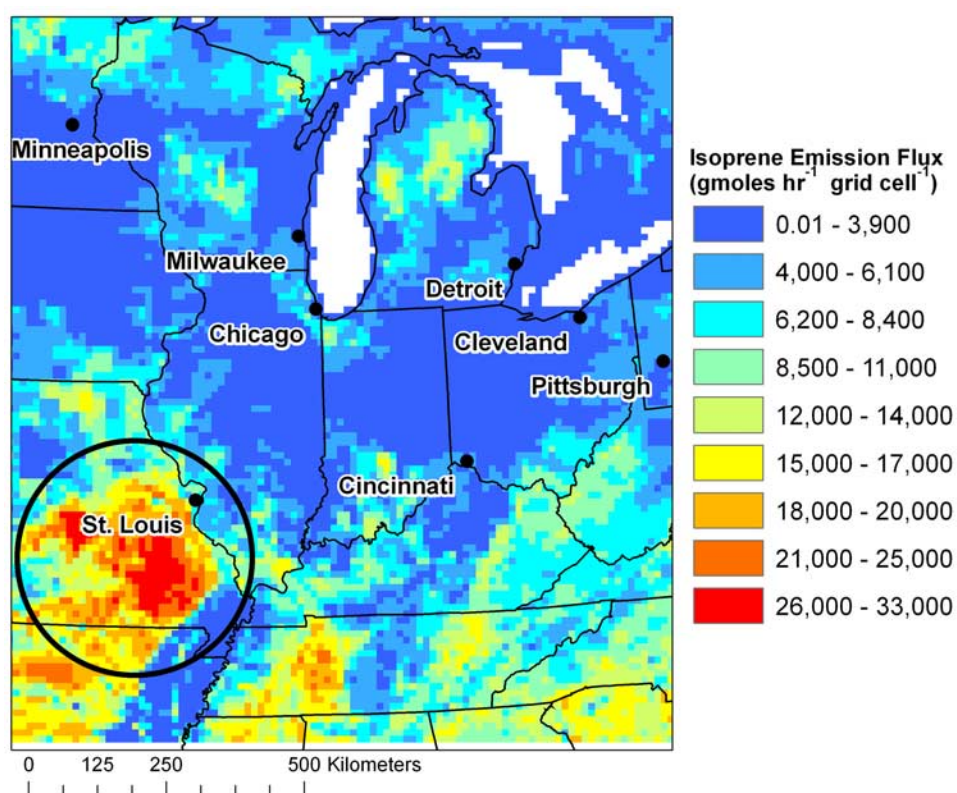 Minneapolis
Milwaukee
Detroit
Chicago
Cleveland
Pittsburgh
Cincinnati
St. Louis
0 125 250 500 Kilometers
Isoprene Emission Flux
(gmoles hr⁻¹ grid cell⁻¹)
0.01 - 3,900
4,000 - 6,100
6,200 - 8,400
8,500 - 11,000
12,000 - 14,000
15,000 - 17,000
18,000 - 20,000
21,000 - 25,000
26,000 - 33,000